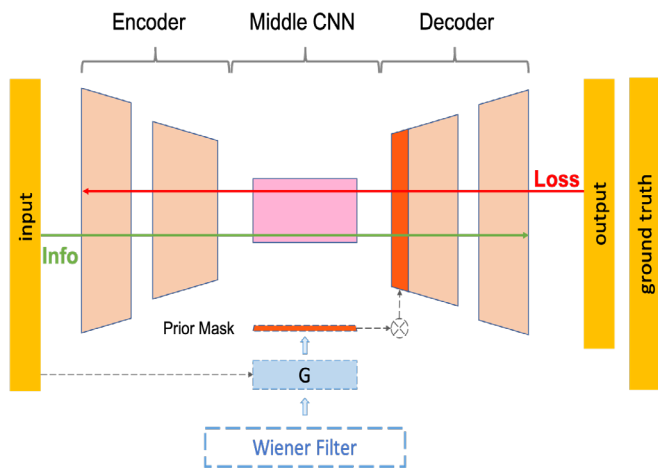 Encoder
Middle CNN
Decoder
input
Loss
Info
output
ground truth
Prior Mask
G
Wiener Filter